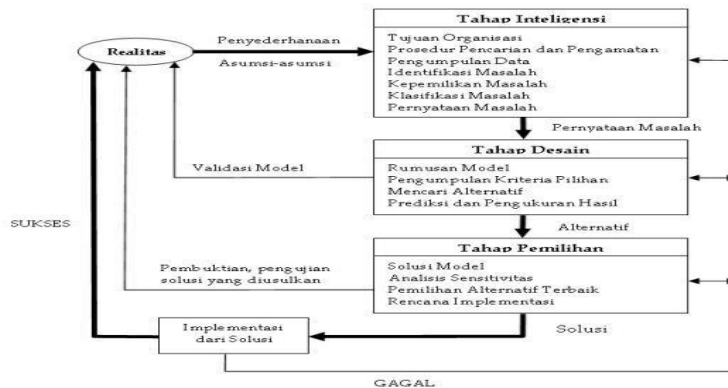 Tahap Inteligensi
Penyederhanaan
Realitas
Asumsi-asumsi
Tujuan Organisasi
Prosedur Pencarian dan Pengamatan
Pengumpulan Data
Identifikasi Masalah
Kepemilikan Masalah
Klasifikasi Masalah
Pernyataan Masalah
Pernyataan Masalah
Tahap Desain
Validasi Model
Rumusan Model
Pengumpulan Kriteria Pilihan
Mencari Alternatif
Prediksi dan Pengukuran Hasil
SUKSES
Alternatif
Tahap Pemilihan
Pembuktian, pengujian
solusi yang diusulkan
Solusi Model
Analisis Sensitivitas
Pemilihan Alternatif Terbaik
Rencana Implementasi
Implementasi
dari Solusi
Solusi
GAGAL